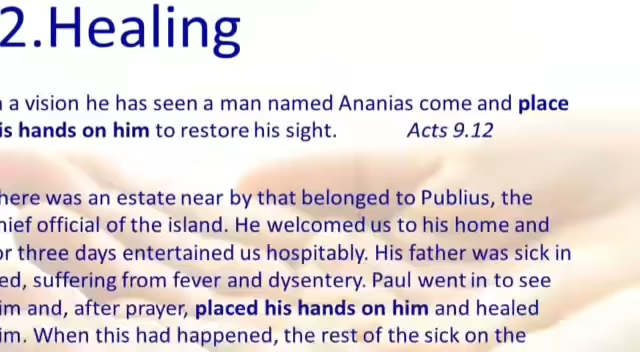 2.Healing
a vision he has seen a man named Ananias come and place
is hands on him to restore his sight. Acts 9.12
here was an estate near by that belonged to Publius, the
hief official of the island. He welcomed us to his home and
or three days entertained us hospitably. His father was sick in
ed, suffering from fever and dysentery. Paul went in to see
im and, after prayer, placed his hands on him and healed
im. When this had happened, the rest of the sick on the